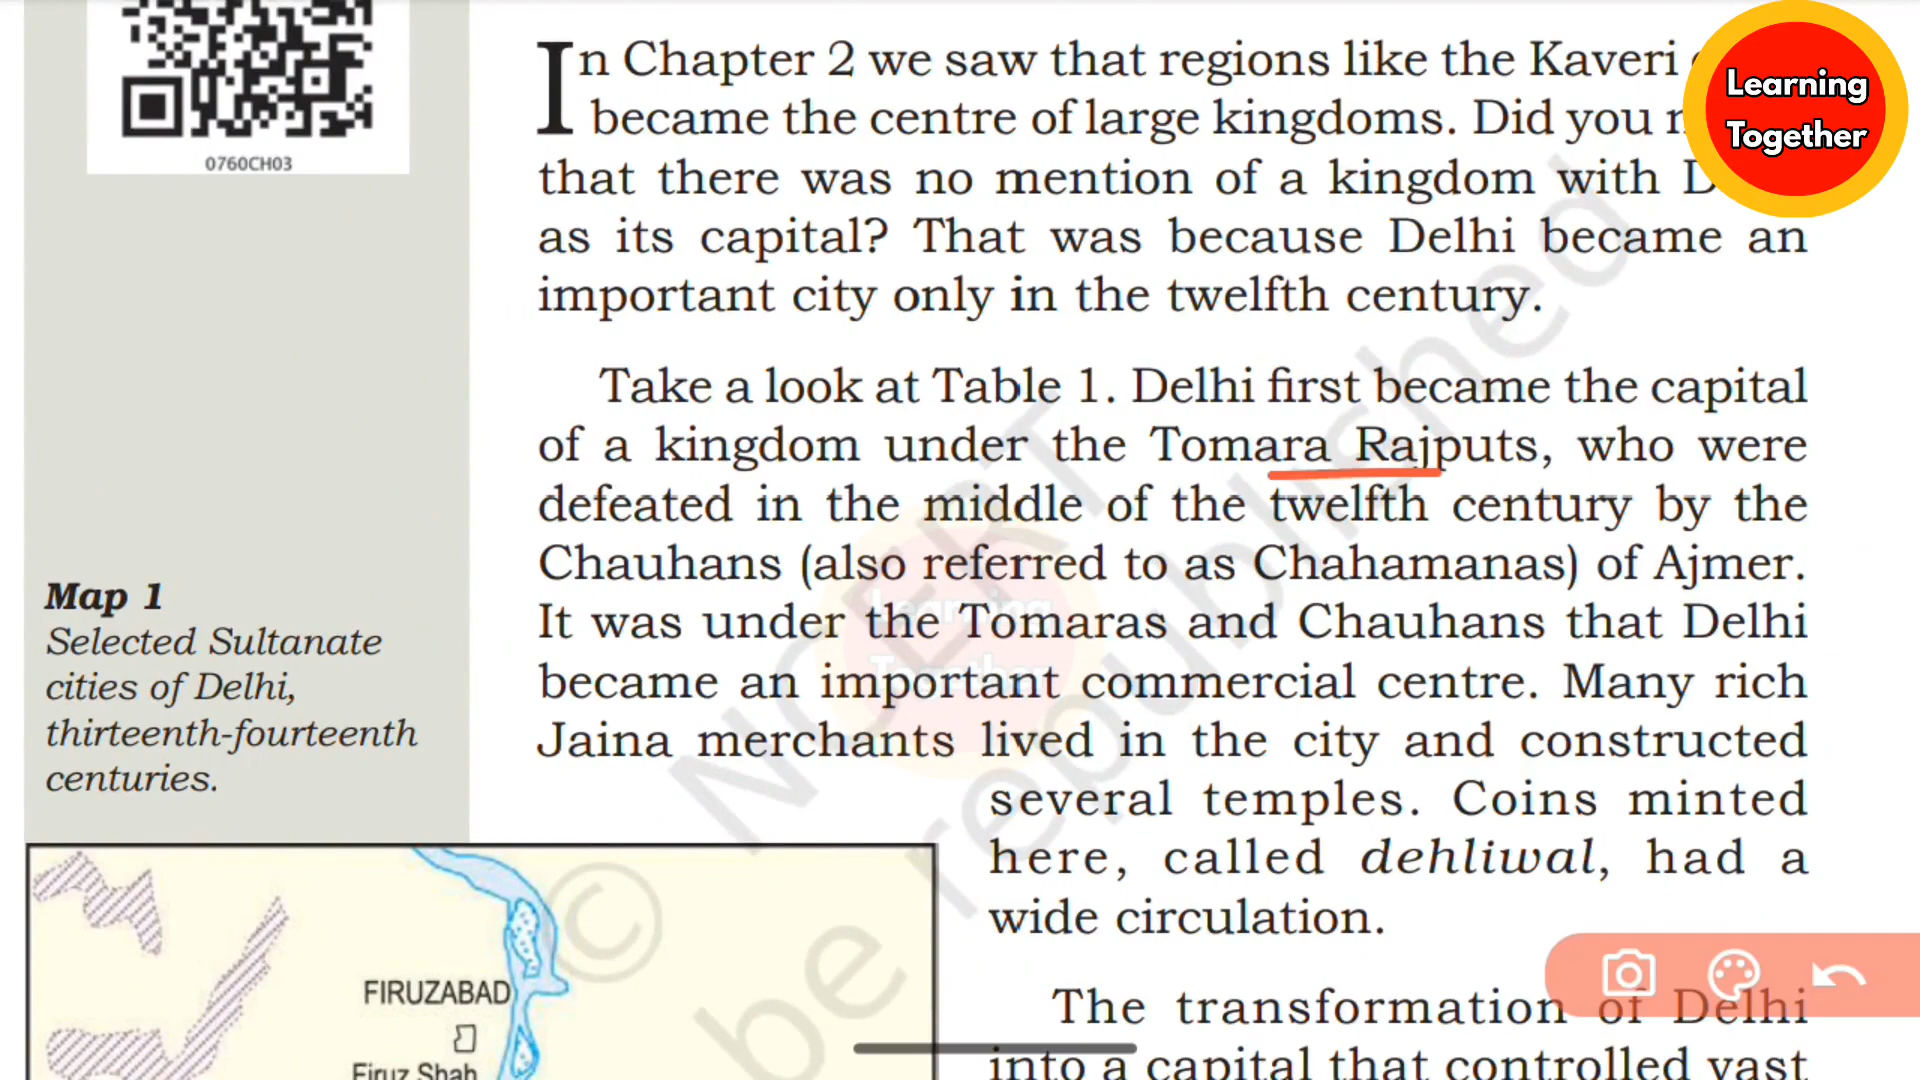 0760CH03
In Chapter 2 we saw that regions like the Kaveri
became the centre of large kingdoms. Did you
that there was no mention of a kingdom with
as its capital? That was because Delhi became an
important city only in the twelfth century.
Take a look at Table 1. Delhi first became the capital
of a kingdom under the Tomara Rajputs, who were
defeated in the middle of the twelfth century by the
Chauhans (also referred to as Chahamanas) of Ajmer.
It was under the Tomaras and Chauhans that Delhi
became an important commercial centre. Many rich
Jaina merchants lived in the city and constructed
several temples. Coins minted
here, called dehliwal, had a
wide circulation.
The transformation of Delhi
into a capital that controlled vast
Map 1
Selected Sultanate
cities of Delhi,
thirteenth-fourteenth
centuries.
FIRUZABAD
Firuz Shah
Learning
Together
Learning
Together
© NCERT
be republished